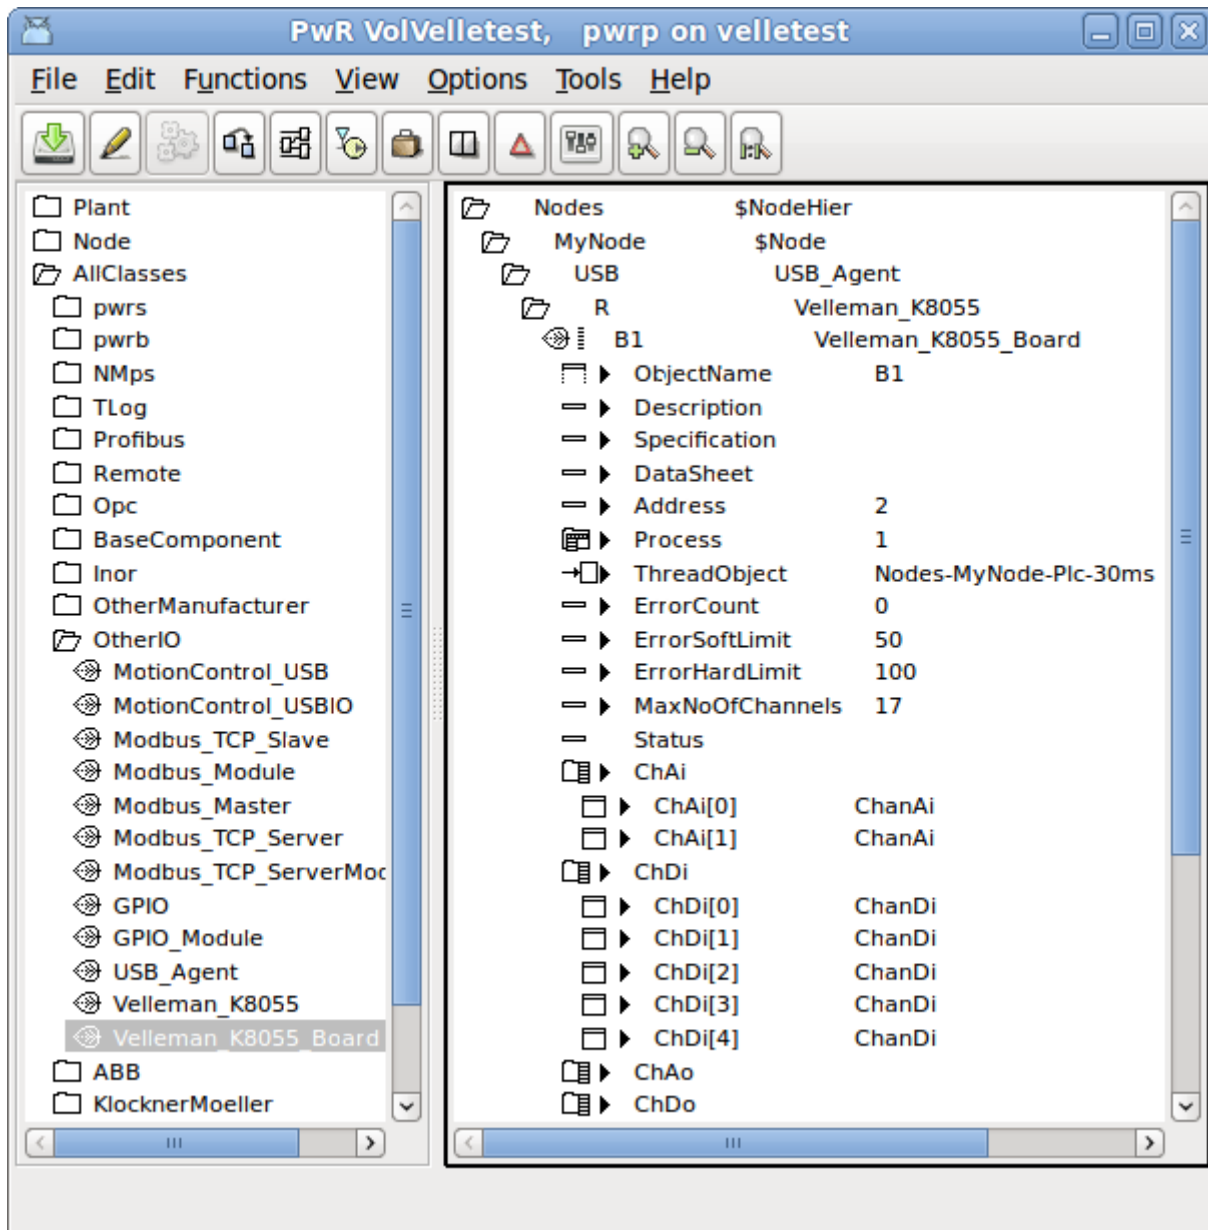 PwR VolVelletest, pwrp on velletest
File Edit Functions View Options Tools Help
Plant
Node
AllClasses
pwrs
pwrb
NMps
TLog
Profibus
Remote
Opc
BaseComponent
Inor
OtherManufacturer
OtherIO
MotionControl_USB
MotionControl_USBIO
Modbus_TCP_Slave
Modbus_Module
Modbus_Master
Modbus_TCP_Server
Modbus_TCP_ServerMod
GPIO
GPIO_Module
USB_Agent
Velleman_K8055
Velleman_K8055_Board
ABB
KlocknerMoeller
Nodes $NodeHier
MyNode $Node
USB USB_Agent
R Velleman_K8055
B1 Velleman_K8055_Board
ObjectName B1
Description
Specification
DataSheet
Address 2
Process 1
ThreadObject Nodes-MyNode-Plc-30ms
ErrorCount 0
ErrorSoftLimit 50
ErrorHardLimit 100
MaxNoOfChannels 17
Status
ChAi
ChAi[0] ChanAi
ChAi[1] ChanAi
ChDi
ChDi[0] ChanDi
ChDi[1] ChanDi
ChDi[2] ChanDi
ChDi[3] ChanDi
ChDi[4] ChanDi
ChAo
ChDo